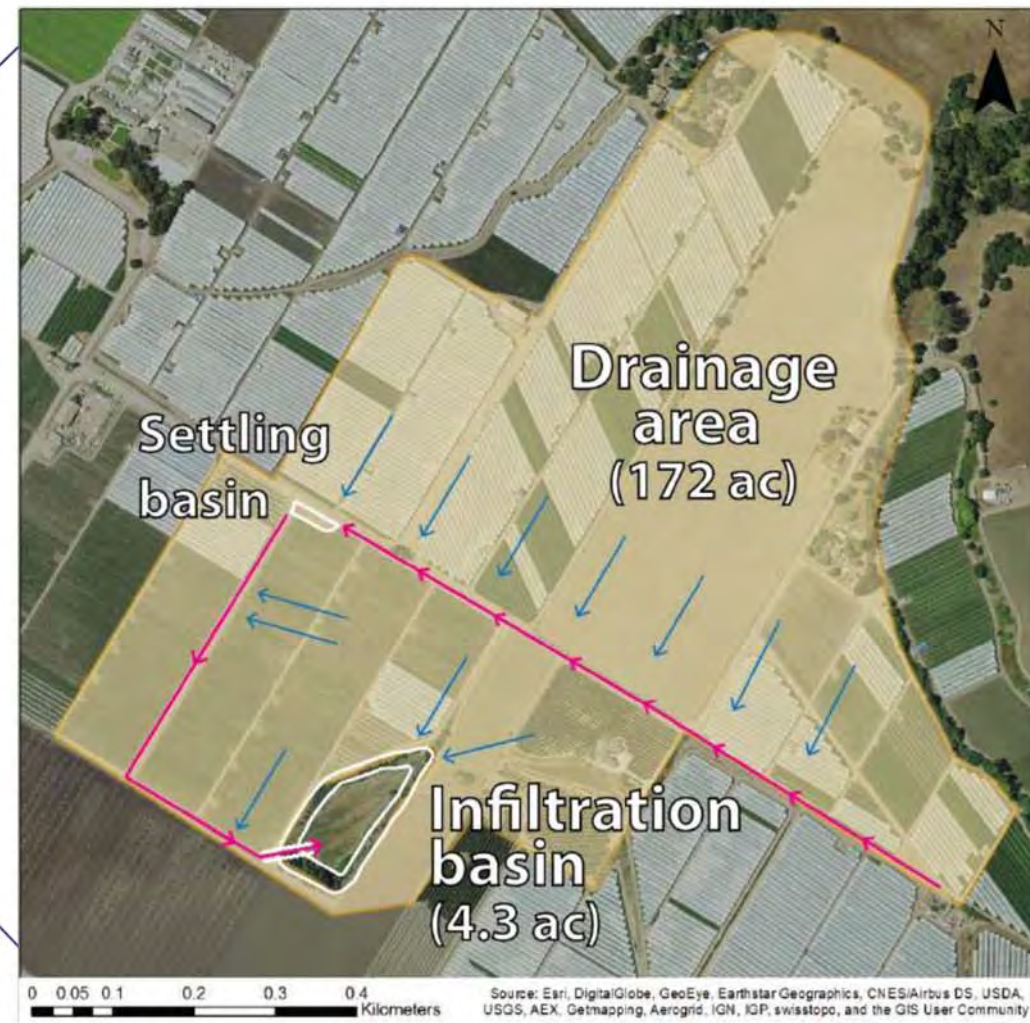 N
Drainage
area
(172 ac)
Settling
basin
Infiltration
basin
(4.3 ac)
0 0.05 0.1 0.2 0.3 0.4
Kilometers
Source: Esri, DigitalGlobe, GeoEye, Earthstar Geographics, CNES/Airbus DS, USDA,
USGS, AEX, Getmapping, Aerogrid, IGN, IGP, swisstopo, and the GIS User Community